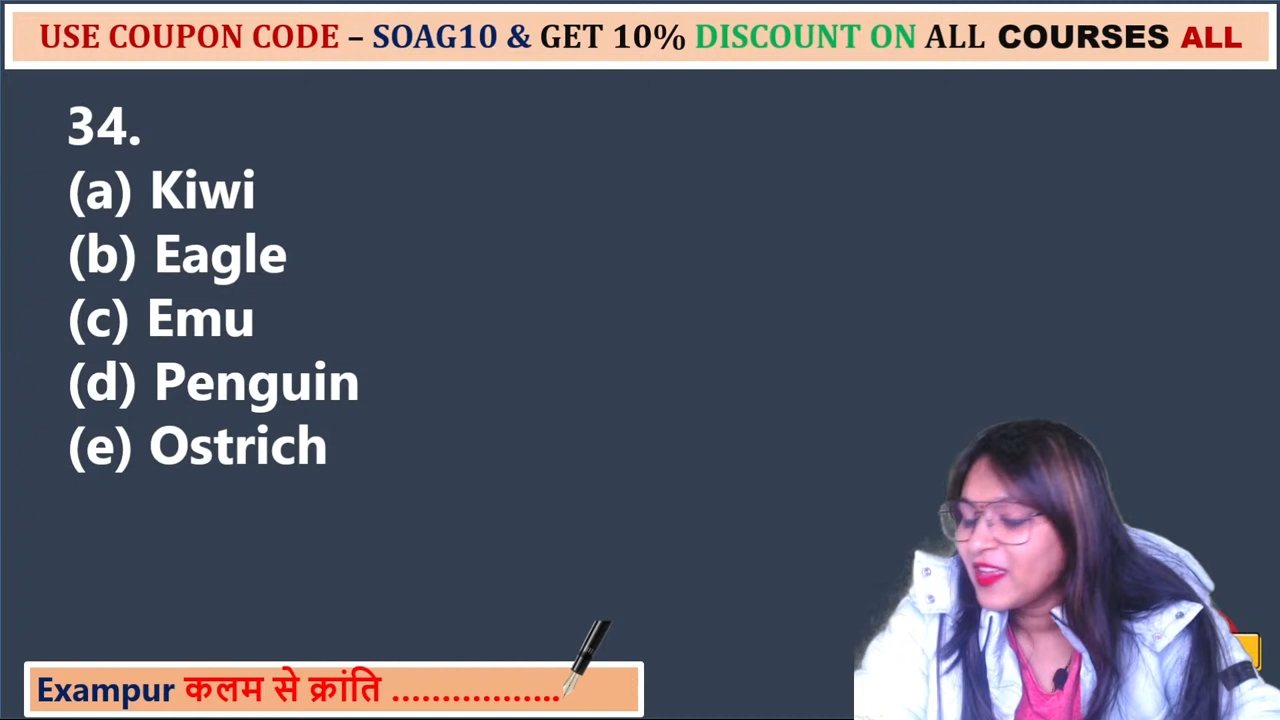 USE COUPON CODE – SOAG10 & GET 10% DISCOUNT ON ALL COURSES ALL
34.
(a) Kiwi
(b) Eagle
(c) Emu
(d) Penguin
(e) Ostrich
Exampur कलम से क्रांति .................